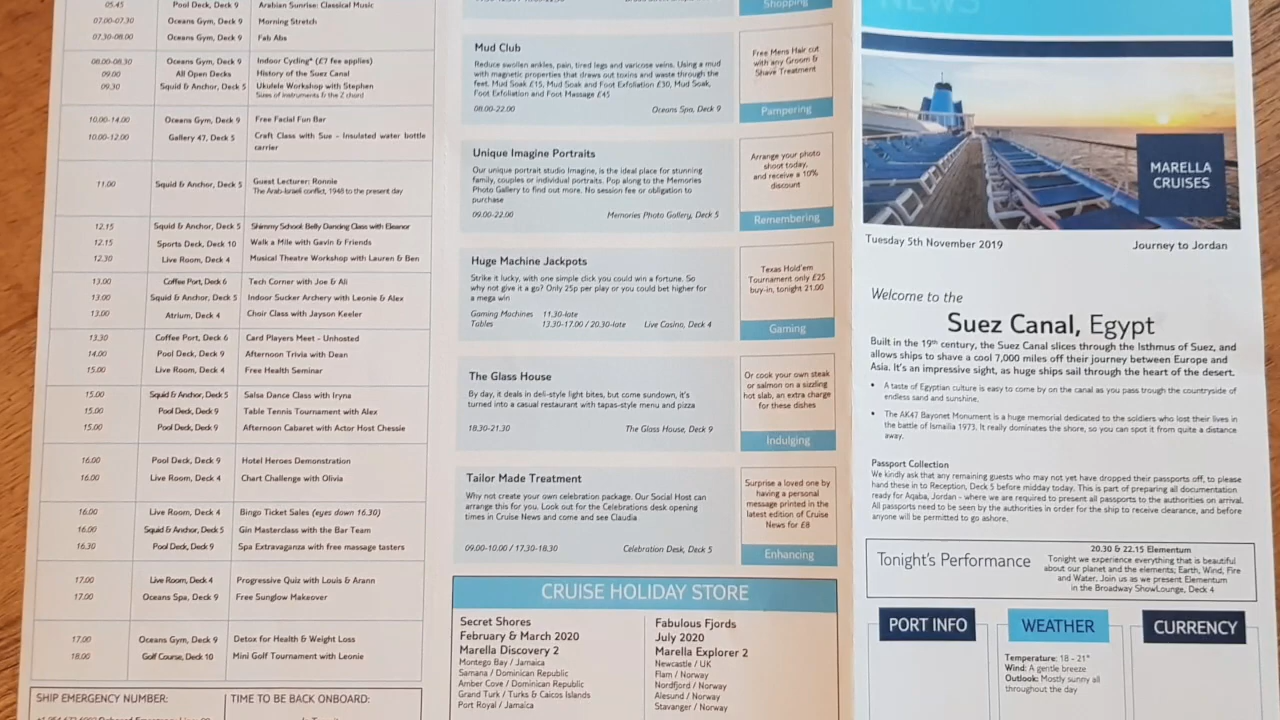 05.45 Pool Deck, Deck 9 Arabian Sunrise: Classical Music
07.00-07.30 Oceans Gym, Deck 9 Morning Stretch
07.30-08.00 Oceans Gym, Deck 9 Fab Abs
08.00-08.30 Oceans Gym, Deck 9 Indoor Cycling* (£7 fee applies)
09.00 All Open Decks History of the Suez Canal
09.30 Squid & Anchor, Deck 5 Ukulele Workshop with Stephen
Sizes of instruments & the Z chord
10.00-14.00 Oceans Gym, Deck 9 Free Facial Fun Bar
10.00-12.00 Gallery 47, Deck 5 Craft Class with Sue - Insulated water bottle
carrier
11.00 Squid & Anchor, Deck 5 Guest Lecturer: Ronnie
The Arab-Israeli conflict, 1948 to the present day
12.15 Squid & Anchor, Deck 5 Shimmy School: Belly Dancing Class with Eleanor
12.15 Sports Deck, Deck 10 Walk a Mile with Gavin & Friends
12.30 Live Room, Deck 4 Musical Theatre Workshop with Lauren & Ben
13.00 Coffee Port, Deck 6 Tech Corner with Joe & Ali
13.00 Squid & Anchor, Deck 5 Indoor Sucker Archery with Leonie & Alex
13.00 Atrium, Deck 4 Choir Class with Jayson Keeler
13.30 Coffee Port, Deck 6 Card Players Meet - Unhosted
14.00 Pool Deck, Deck 9 Afternoon Trivia with Dean
15.00 Live Room, Deck 4 Free Health Seminar
15.00 Squid & Anchor, Deck 5 Salsa Dance Class with Iryna
15.00 Pool Deck, Deck 9 Table Tennis Tournament with Alex
15.00 Pool Deck, Deck 9 Afternoon Cabaret with Actor Host Chessie
16.00 Pool Deck, Deck 9 Hotel Heroes Demonstration
16.00 Live Room, Deck 4 Chart Challenge with Olivia
16.00 Live Room, Deck 4 Bingo Ticket Sales (eyes down 16.30)
16.00 Squid & Anchor, Deck 5 Gin Masterclass with the Bar Team
16.30 Pool Deck, Deck 9 Spa Extravaganza with free massage tasters
17.00 Live Room, Deck 4 Progressive Quiz with Louis & Arann
17.00 Oceans Spa, Deck 9 Free Sunglow Makeover
17.00 Oceans Gym, Deck 9 Detox for Health & Weight Loss
18.00 Golf Course, Deck 10 Mini Golf Tournament with Leonie
SHIP EMERGENCY NUMBER: TIME TO BE BACK ONBOARD:
Shopping
Mud Club
Reduce swollen ankles, pain, tired legs and varicose veins. Using a mud
with magnetic properties that draws out toxins and waste through the
feet. Mud Soak £15, Mud Soak and Foot Exfoliation £30, Mud Soak,
Foot Exfoliation and Foot Massage £45
08.00-22.00 Oceans Spa, Deck 9
Free Mens Hair cut
with any Groom &
Shave Treatment
Pampering
Unique Imagine Portraits
Our unique portrait studio Imagine, is the ideal place for stunning
family, couples or individual portraits. Pop along to the Memories
Photo Gallery to find out more. No session fee or obligation to
purchase
09.00-22.00 Memories Photo Gallery, Deck 5
Arrange your photo
shoot today,
and receive a 10%
discount
Remembering
Huge Machine Jackpots
Strike it lucky, with one simple click you could win a fortune. So
why not give it a go? Only 25p per play or you could bet higher for
a mega win
Gaming Machines 11.30-late
Tables 13.30-17.00 / 20.30-late Live Casino, Deck 4
Texas Hold'em
Tournament only £25
buy-in, tonight 21.00
Gaming
The Glass House
By day, it deals in deli-style light bites, but come sundown, it's
turned into a casual restaurant with tapas-style menu and pizza
18.30-21.30 The Glass House, Deck 9
Or cook your own steak
or salmon on a sizzling
hot slab, an extra charge
for these dishes
Indulging
Tailor Made Treatment
Why not create your own celebration package. Our Social Host can
arrange this for you. Look for the Celebrations desk opening
times in Cruise News and come and see Claudia
09.00-10.00 / 17.30-18.30 Celebration Desk, Deck 5
Surprise a loved one by
having a personal
message printed in the
latest edition of Cruise
News for £8
Enhancing
CRUISE HOLIDAY STORE
Secret Shores
February & March 2020
Marella Discovery 2
Montego Bay / Jamaica
Samana / Dominican Republic
Amber Cove / Dominican Republic
Grand Turk / Turks & Caicos Islands
Port Royal / Jamaica
Fabulous Fjords
July 2020
Marella Explorer 2
Newcastle / UK
Flam / Norway
Nordfjord / Norway
Alesund / Norway
Stavanger / Norway
NEWS
MARELLA
CRUISES
Tuesday 5th November 2019 Journey to Jordan
Welcome to the
Suez Canal, Egypt
Built in the 19th century, the Suez Canal slices through the Isthmus of Suez, and
allows ships to shave a cool 7,000 miles off their journey between Europe and
Asia. It's an impressive sight, as huge ships sail through the heart of the desert.
• A taste of Egyptian culture is easy to come by on the canal as you pass trough the countryside of
endless sand and sunshine.
• The AK47 Bayonet Monument is a huge memorial dedicated to the soldiers who lost their lives in
the battle of Ismailia 1973. It really dominates the shore, so you can spot it from quite a distance
away.
Passport Collection
We kindly ask that any remaining guests who may not yet have dropped their passports off, to please
hand these in to Reception, Deck 5 before midday today. This is part of preparing all documentation
ready for Aqaba, Jordan - where we are required to present all passports to the authorities on arrival.
All passports need to be seen by the authorities in order for the ship to receive clearance, and before
anyone will be permitted to go ashore.
Tonight's Performance
20.30 & 22.15 Elementum
Tonight we experience everything that is beautiful
about our planet and the elements; Earth, Wind, Fire
and Water. Join us as we present Elementum
in the Broadway ShowLounge, Deck 4
PORT INFO
WEATHER
Temperature: 18 - 21°
Wind: A gentle breeze
Outlook: Mostly sunny all
throughout the day
CURRENCY